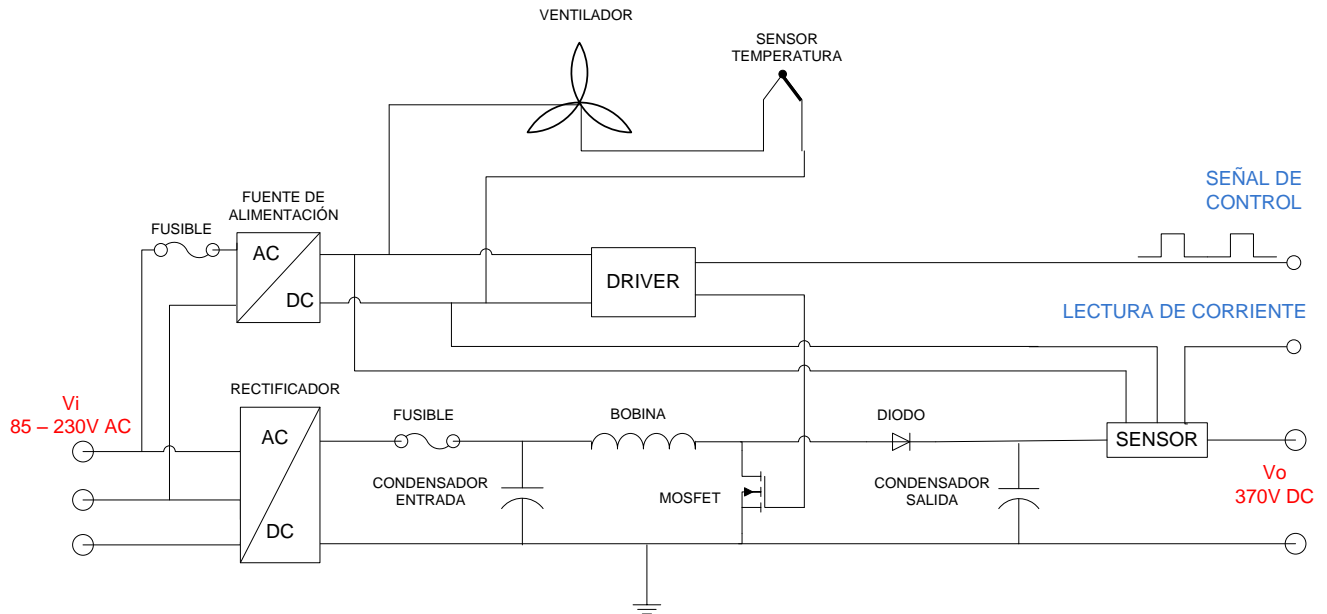 VENTILADOR
SENSOR
TEMPERATURA
SEÑAL DE
CONTROL
FUENTE DE
ALIMENTACIÓN
FUSIBLE
AC
DC
DRIVER
LECTURA DE CORRIENTE
RECTIFICADOR
Vi
85 – 230V AC
AC
DC
FUSIBLE
BOBINA
DIODO
SENSOR
CONDENSADOR
ENTRADA
MOSFET
CONDENSADOR
SALIDA
Vo
370V DC